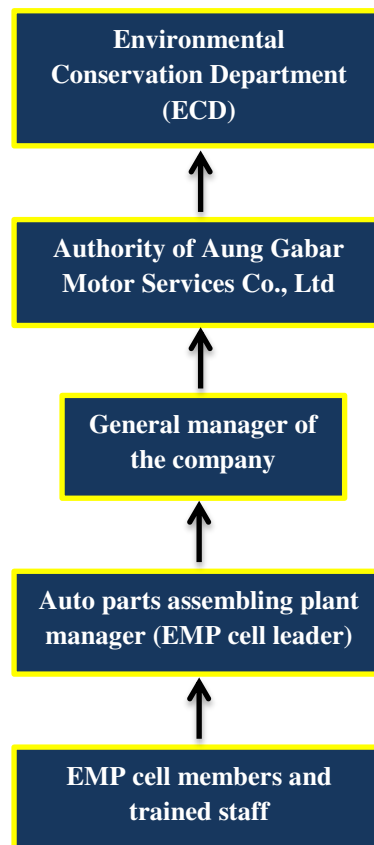 Environmental
Conservation Department
(ECD)
Authority of Aung Gabar
Motor Services Co., Ltd
General manager of
the company
Auto parts assembling plant
manager (EMP cell leader)
EMP cell members and
trained staff